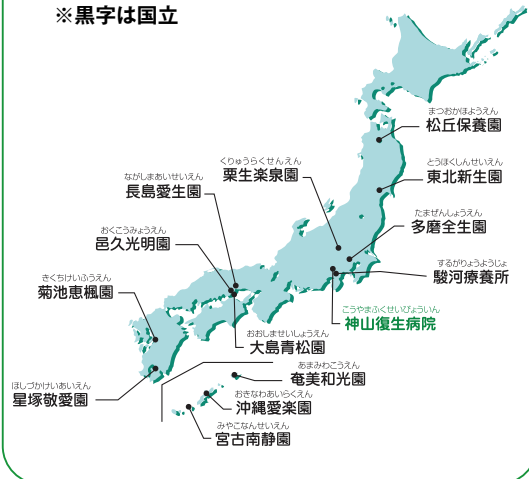 ※黒字は国立
まつおかほようえん
松丘保養園
とうほくしんせいえん
東北新生園
くりゅうらくせんえん
栗生楽泉園
ながしまあいせいえん
長島愛生園
たまぜんしょうえん
多磨全生園
おくこうみょうえん
邑久光明園
するがりょうようじょ
駿河療養所
きくちけいふうえん
菊池恵楓園
こうやまふくせいびょういん
神山復生病院
おおしませいしょうえん
大島青松園
あまみわこうえん
奄美和光園
ほしづかけいあいえん
星塚敬愛園
おきなわあいらくえん
沖縄愛楽園
みやこなんせいえん
宮古南静園